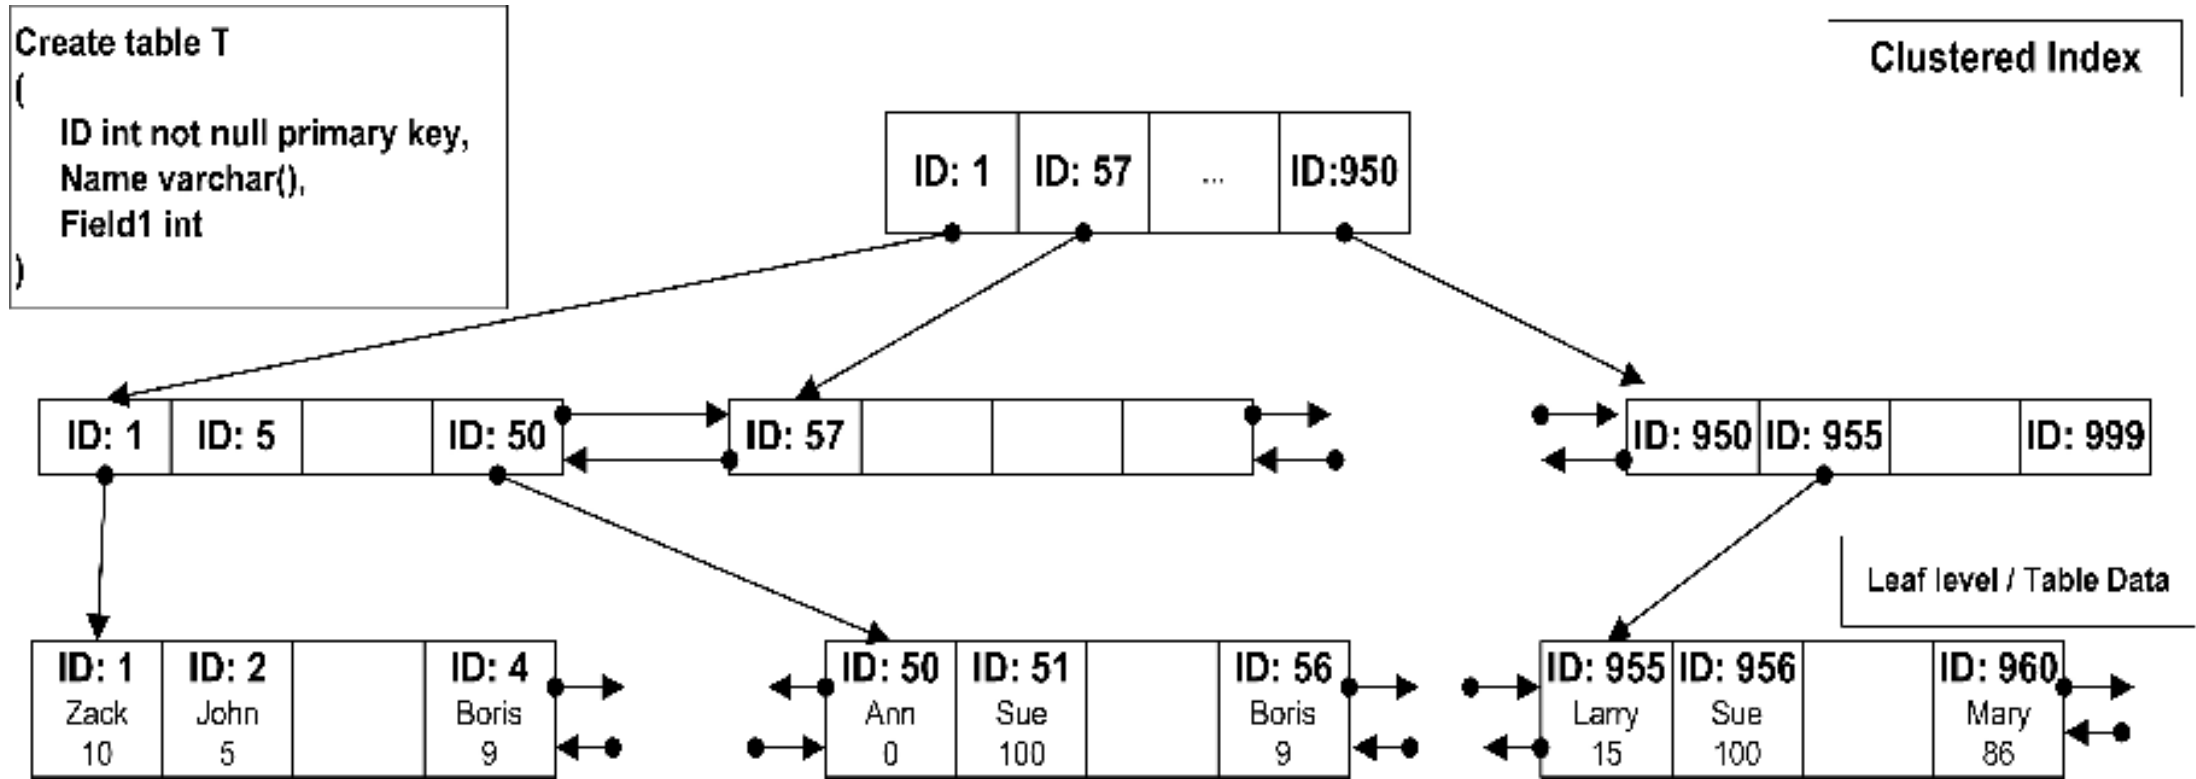 Create table T
(
ID int not null primary key,
Name varchar(),
Field1 int
)
Clustered Index
ID: 1 ID: 57 ... ID:950
ID: 1 ID: 5 ID: 50 ID: 57 ID: 950 ID: 955 ID: 999
Leaf level / Table Data
ID: 1 ID: 2 ID: 4 ID: 50 ID: 51 ID: 56 ID: 955 ID: 956 ID: 960
Zack John Boris Ann Sue Boris Larry Sue Mary
10 5 9 0 100 9 15 100 86